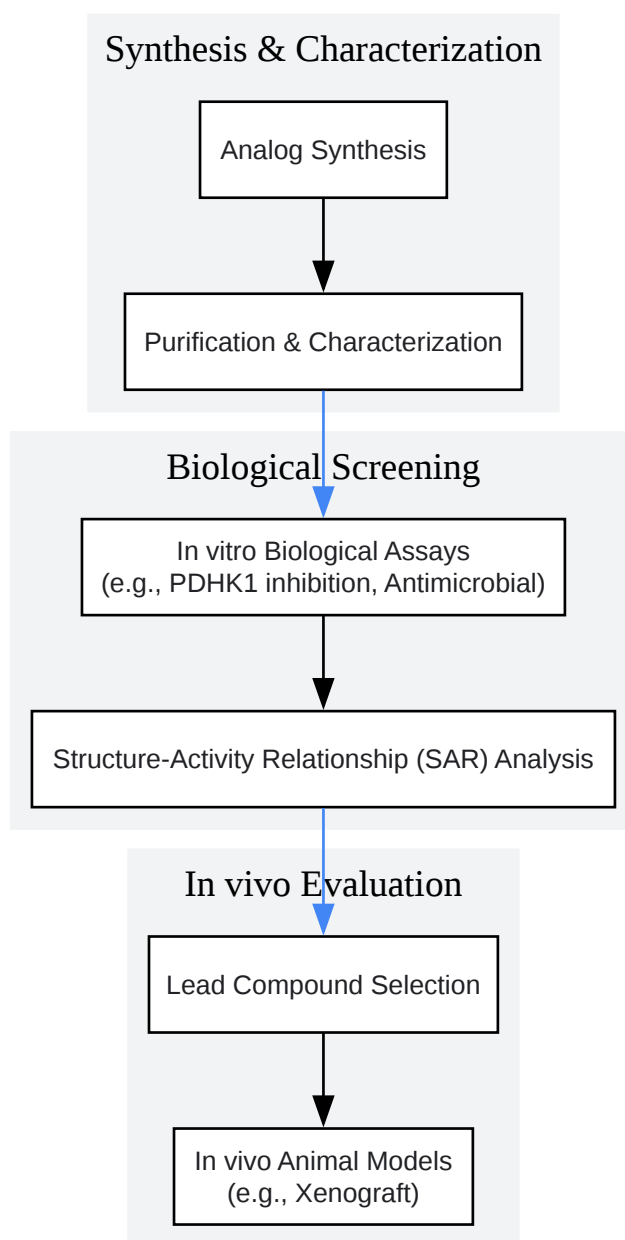 Synthesis & Characterization
Analog Synthesis
Purification & Characterization
Biological Screening
In vitro Biological Assays
(e.g., PDHK1 inhibition, Antimicrobial)
Structure-Activity Relationship (SAR) Analysis
In vivo Evaluation
Lead Compound Selection
In vivo Animal Models
(e.g., Xenograft)